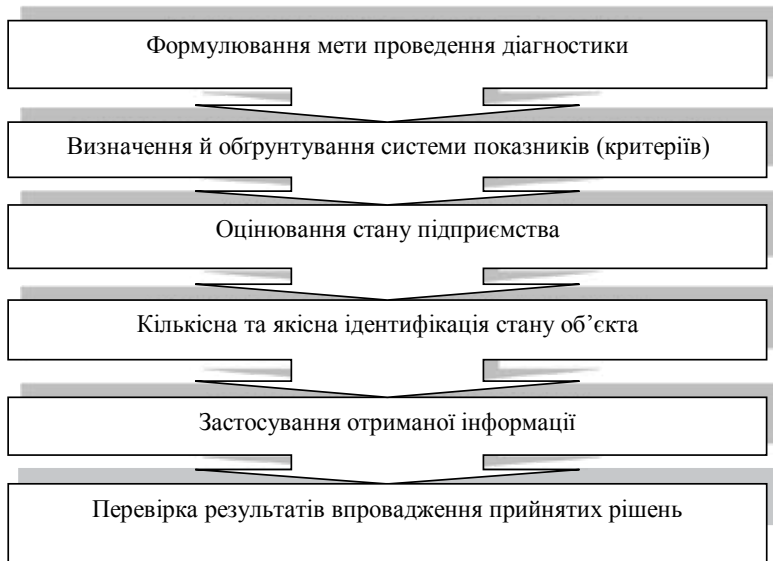 Формулювання мети проведення діагностики
Визначення й обґрунтування системи показників (критеріїв)
Оцінювання стану підприємства
Кількісна та якісна ідентифікація стану об’єкта
Застосування отриманої інформації
Перевірка результатів впровадження прийнятих рішень